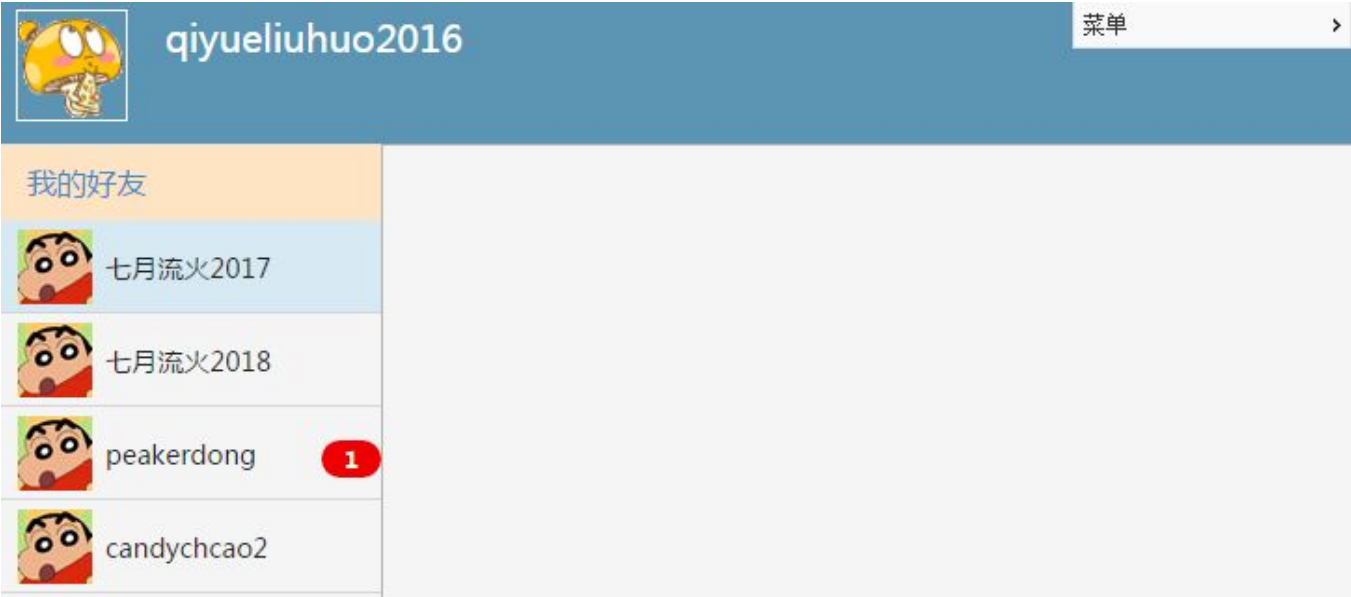 qiyueliuhuo2016
菜单
我的好友
七月流火2017
七月流火2018
peakerdong
1
candychcao2